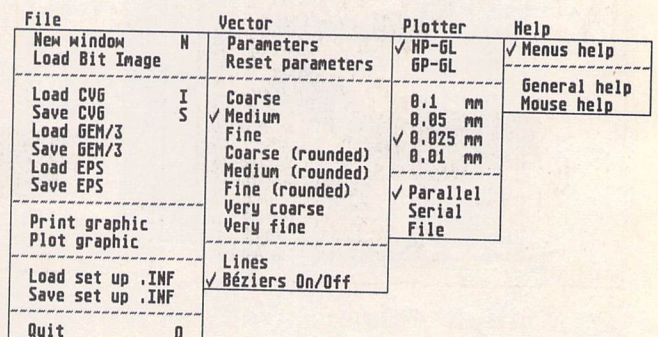 File
New window N
Load Bit Image
Load CVG I
Save CVG S
Load GEM/3
Save GEM/3
Load EPS
Save EPS
Print graphic
Plot graphic
Load set up .INF
Save set up .INF
Quit Q
Vector
Parameters
Reset parameters
Coarse
√ Medium
Fine
Coarse (rounded)
Medium (rounded)
Fine (rounded)
Very coarse
Very fine
Lines
√ Béziers On/Off
Plotter
√ HP-GL
GP-GL
0.1 mm
0.05 mm
√ 0.025 mm
0.01 mm
√ Parallel
Serial
File
Help
√ Menus help
General help
Mouse help